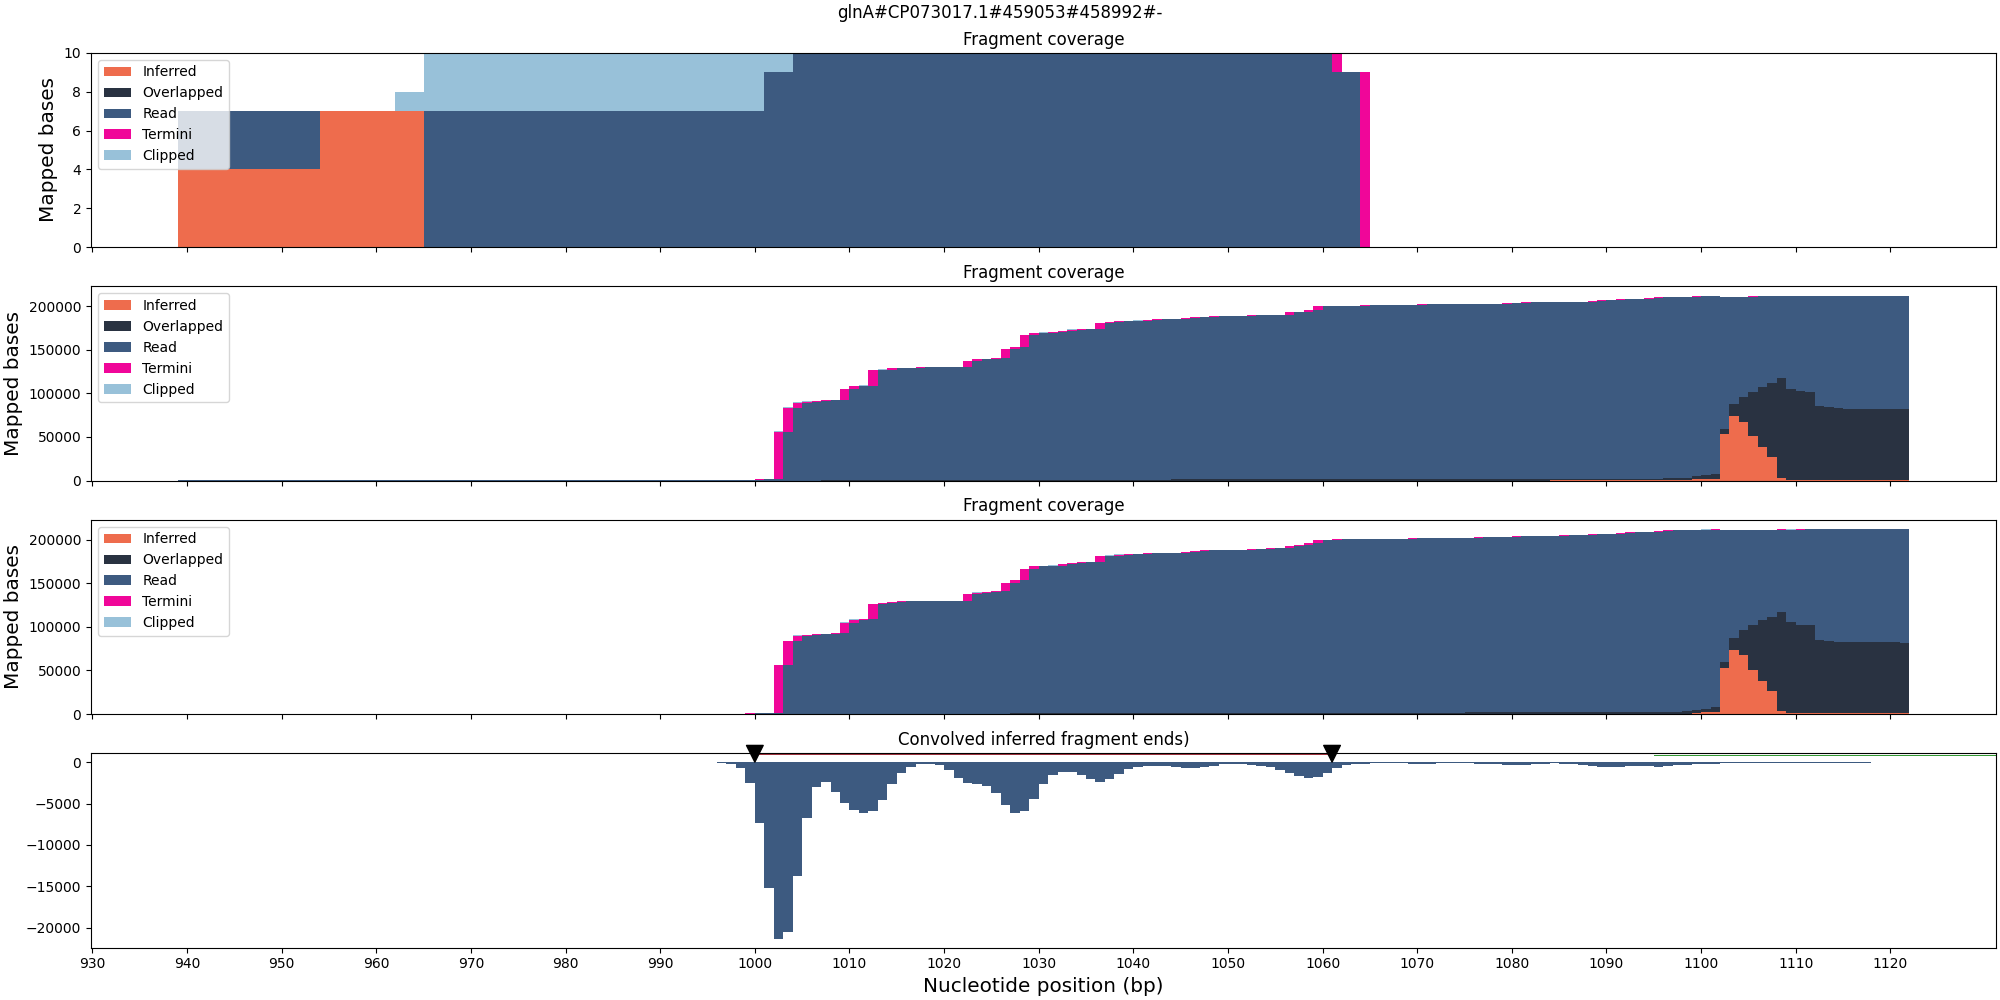 glnA#CP073017.1#459053#458992#-
Fragment coverage
Mapped bases
10
8
6
4
2
0
Inferred
Overlapped
Read
Termini
Clipped
Fragment coverage
Mapped bases
200000
150000
100000
50000
0
Inferred
Overlapped
Read
Termini
Clipped
Fragment coverage
Mapped bases
200000
150000
100000
50000
0
Inferred
Overlapped
Read
Termini
Clipped
Convolved inferred fragment ends)
0
−5000
−10000
−15000
−20000
930 940 950 960 970 980 990 1000 1010 1020 1030 1040 1050 1060 1070 1080 1090 1100 1110 1120
Nucleotide position (bp)